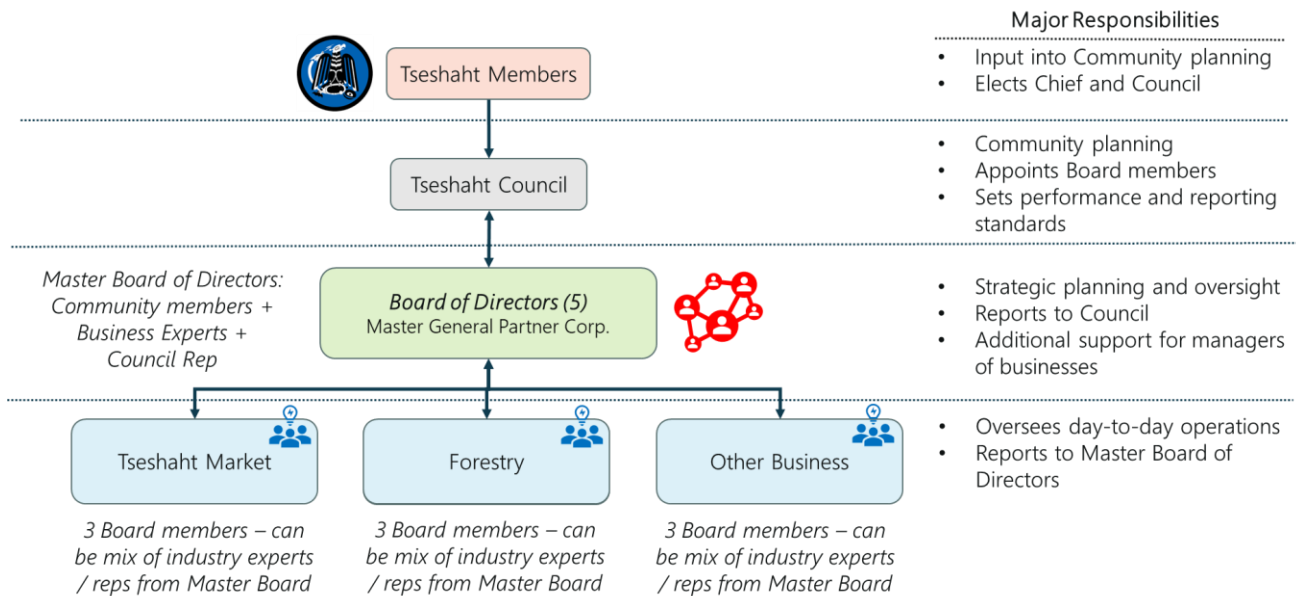 Major Responsibilities
Tseshaht Members
• Input into Community planning
• Elects Chief and Council
Tseshaht Council
• Community planning
• Appoints Board members
• Sets performance and reporting
standards
Master Board of Directors:
Community members +
Business Experts +
Council Rep
Board of Directors (5)
Master General Partner Corp.
• Strategic planning and oversight
• Reports to Council
• Additional support for managers
of businesses
Tseshaht Market
Forestry
Other Business
• Oversees day-to-day operations
• Reports to Master Board of
Directors
3 Board members – can
be mix of industry experts
/ reps from Master Board
3 Board members – can
be mix of industry experts
/ reps from Master Board
3 Board members – can
be mix of industry experts
/ reps from Master Board